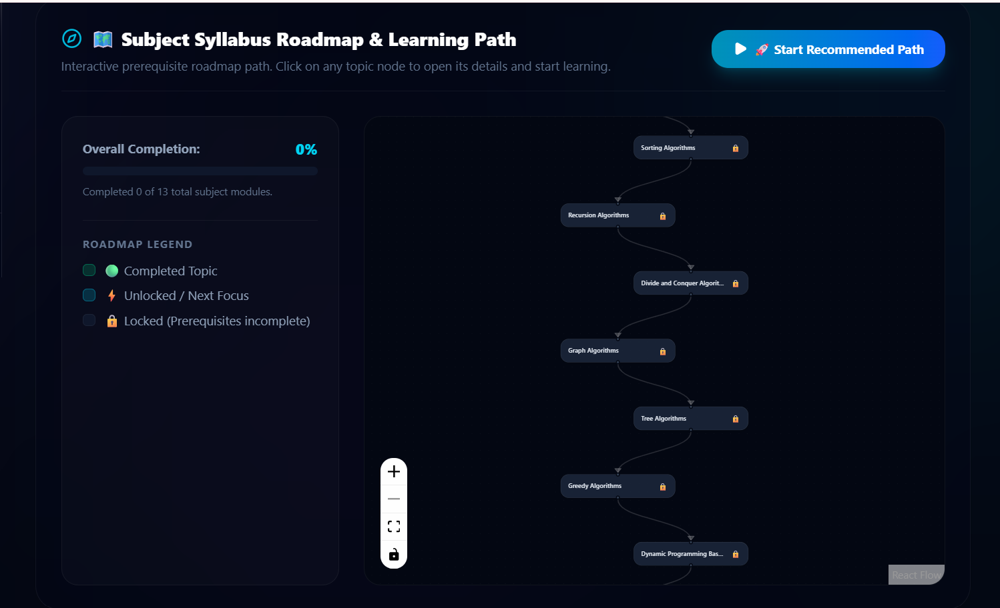 Subject Syllabus Roadmap & Learning Path
Interactive prerequisite roadmap path. Click on any topic node to open its details and start learning.
Start Recommended Path
Overall Completion: 0%
Completed 0 of 13 total subject modules.
ROADMAP LEGEND
Completed Topic
Unlocked / Next Focus
Locked (Prerequisites incomplete)
Sorting Algorithms
Recursion Algorithms
Divide and Conquer Algorit...
Graph Algorithms
Tree Algorithms
Greedy Algorithms
Dynamic Programming Bas...
React Flow